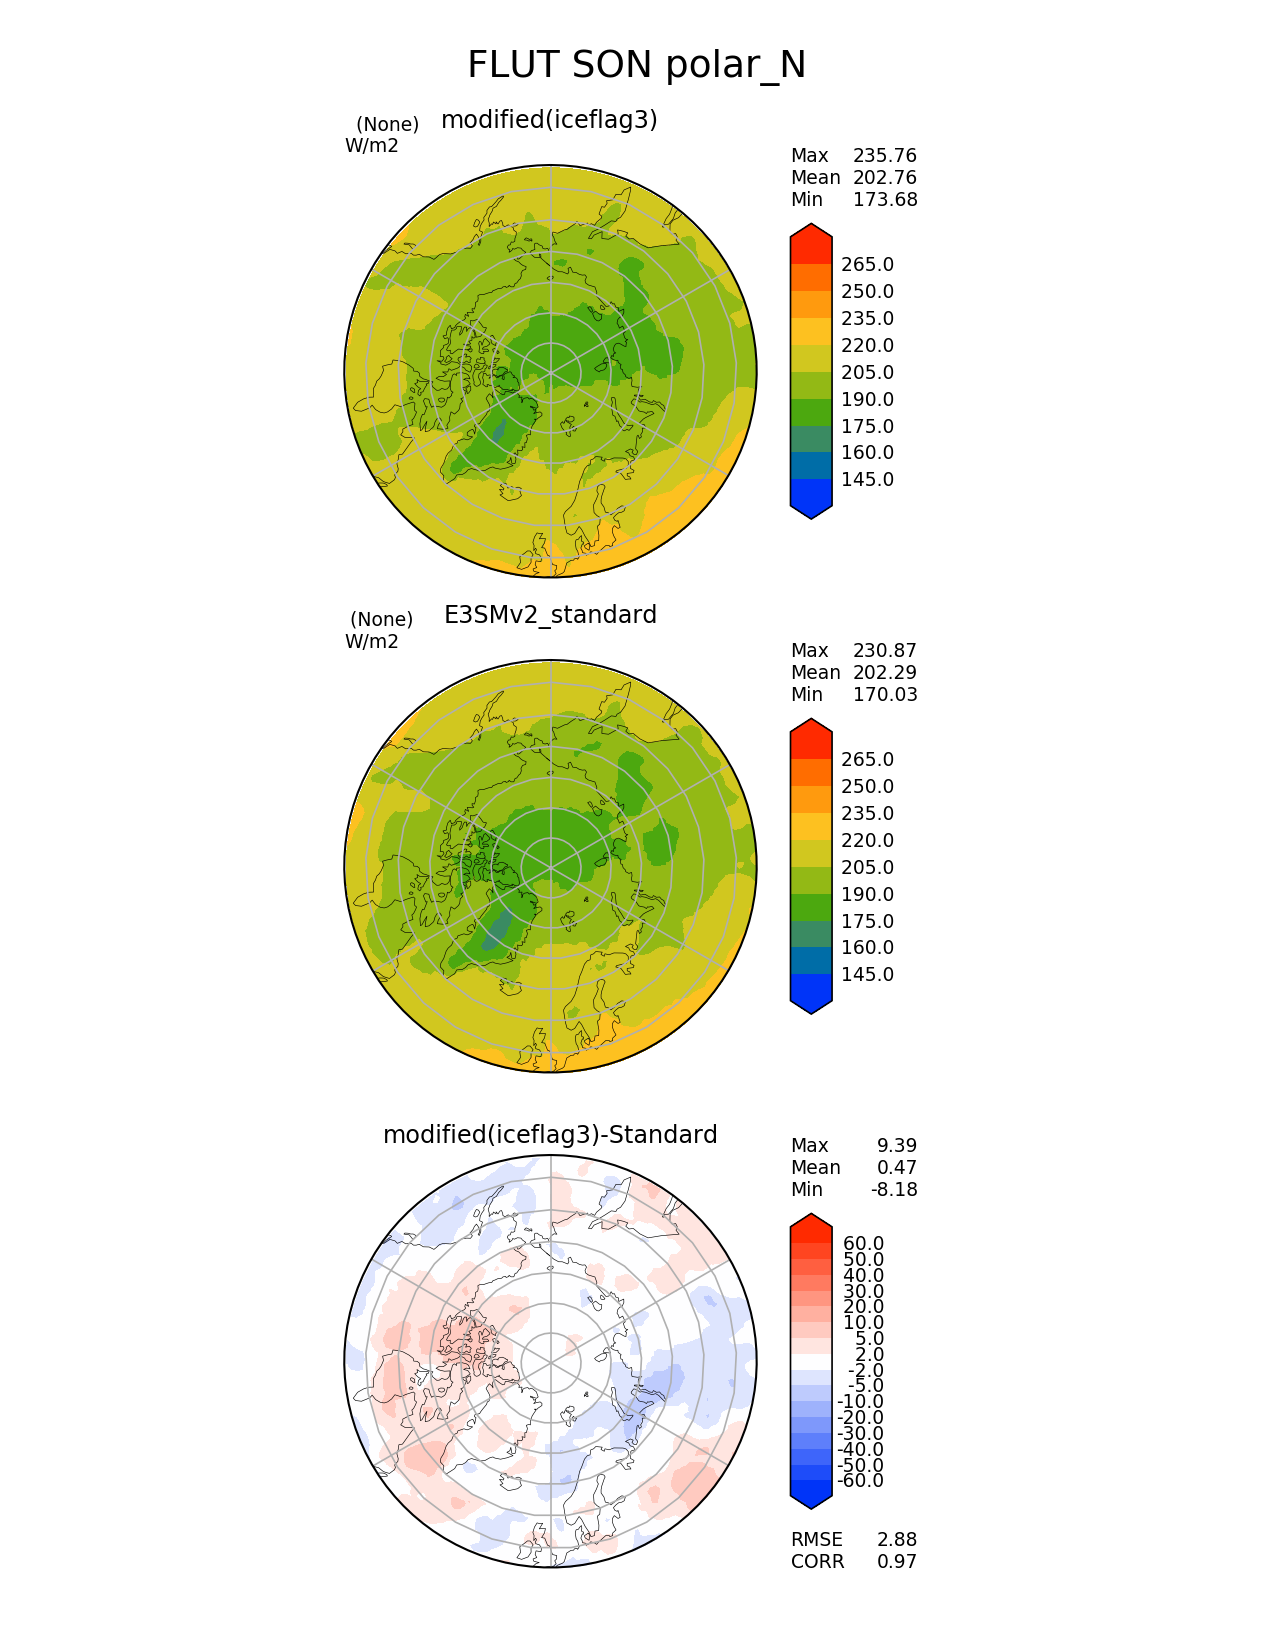 FLUT SON polar_N
(None)
modified(iceflag3)
W/m2
Max 235.76
Mean 202.76
Min 173.68
265.0
250.0
235.0
220.0
205.0
190.0
175.0
160.0
145.0
(None)
E3SMv2_standard
W/m2
Max 230.87
Mean 202.29
Min 170.03
265.0
250.0
235.0
220.0
205.0
190.0
175.0
160.0
145.0
modified(iceflag3)-Standard
Max 9.39
Mean 0.47
Min -8.18
60.0
50.0
40.0
30.0
20.0
10.0
5.0
2.0
-2.0
-5.0
-10.0
-20.0
-30.0
-40.0
-50.0
-60.0
RMSE 2.88
CORR 0.97